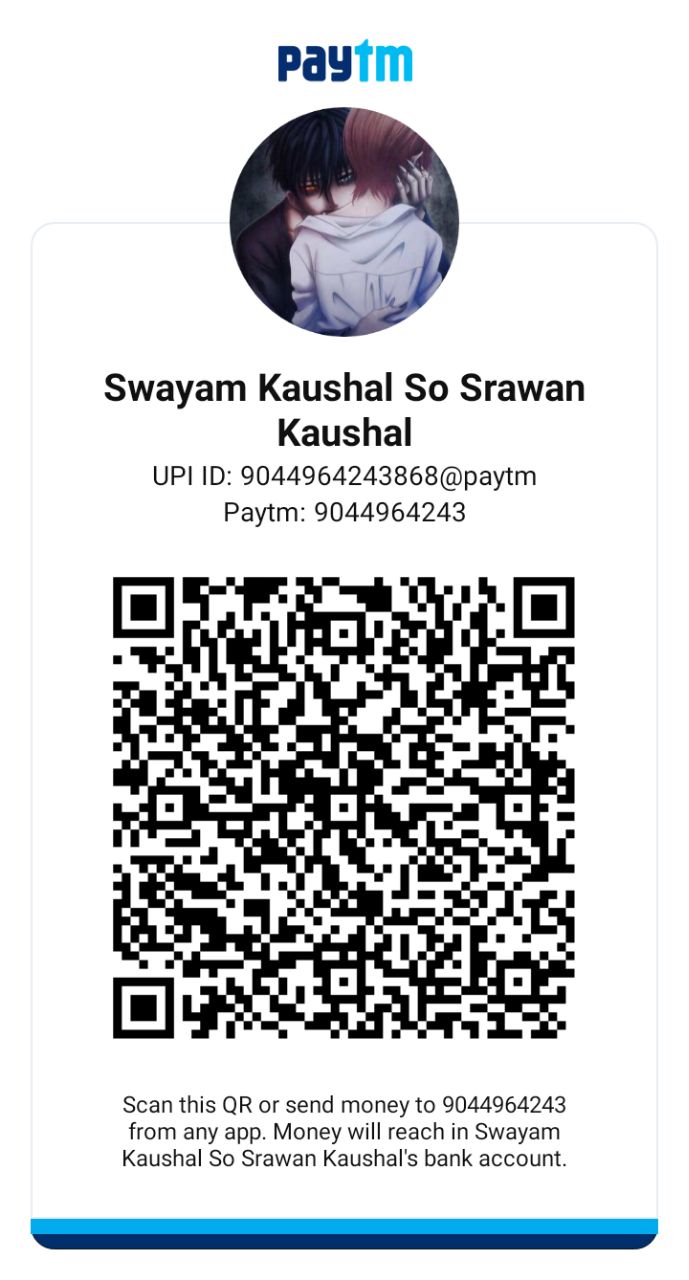 paytm
Swayam Kaushal So Srawan
Kaushal
UPI ID: 9044964243868@paytm
Paytm: 9044964243
Scan this QR or send money to 9044964243
from any app. Money will reach in Swayam
Kaushal So Srawan Kaushal's bank account.